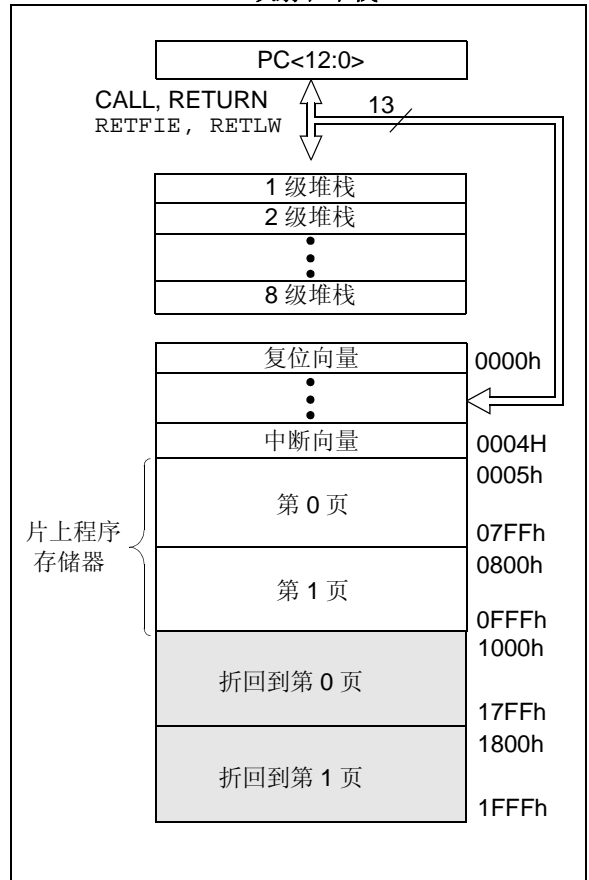 PC<12:0>
CALL, RETURN
RETFIE, RETLW
13
1 级堆栈
2 级堆栈
8 级堆栈
复位向量
0000h
中断向量
0004H
0005h
第 0 页
07FFh
片上程序
存储器
0800h
第 1 页
0FFFh
1000h
折回到第 0 页
17FFh
1800h
折回到第 1 页
1FFFh